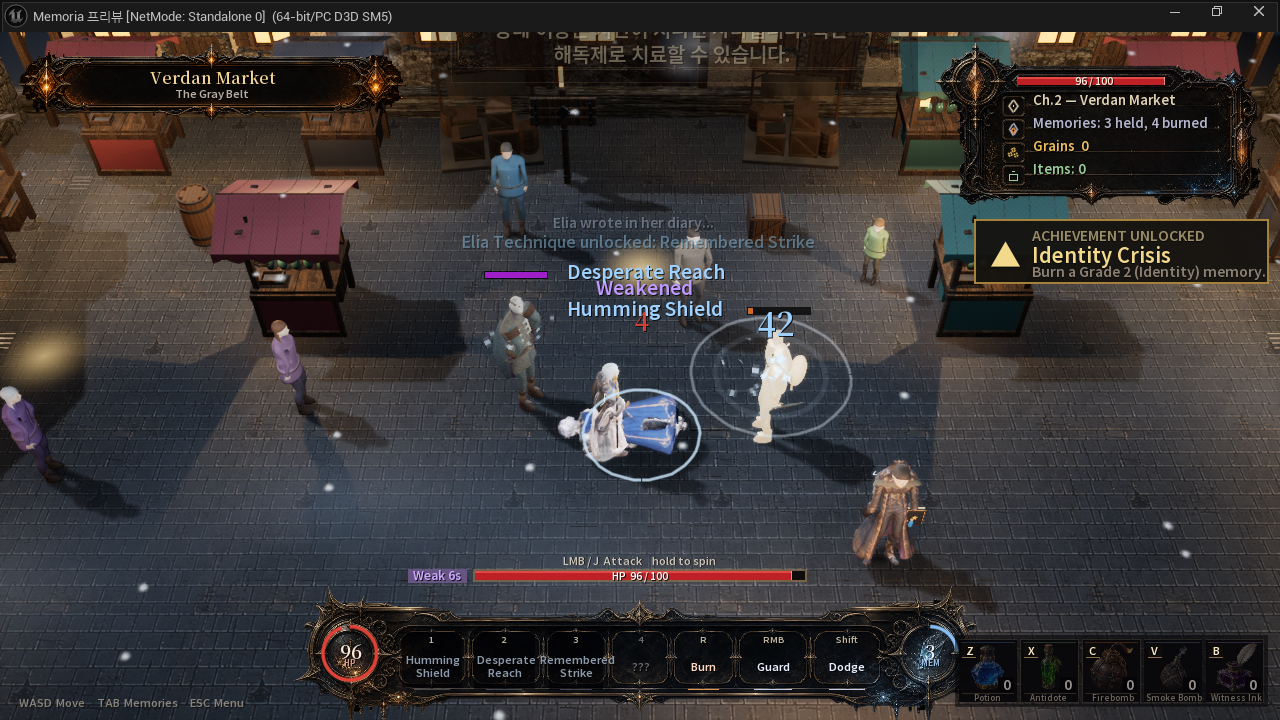 Memoria 프리뷰 [NetMode: Standalone 0] (64-bit/PC D3D SM5)
해독제로 치료할 수 있습니다.
Verdan Market
The Gray Belt
96 / 100
Ch.2 — Verdan Market
Memories: 3 held, 4 burned
Grains 0
Items: 0
ACHIEVEMENT UNLOCKED
Identity Crisis
Burn a Grade 2 (Identity) memory.
Elia wrote in her diary...
Elia Technique unlocked: Remembered Strike
Desperate Reach
Weakened
Humming Shield
4
42
LMB / J Attack hold to spin
Weak 6s
HP 96 / 100
96
HP
1
Humming
Shield
2
Desperate
Reach
3
Remembered
Strike
4
???
R
Burn
RMB
Guard
Shift
Dodge
3
MEM
Z
0
Potion
X
0
Antidote
C
0
Firebomb
V
0
Smoke Bomb
B
0
Witness Ink
WASD Move TAB Memories ESC Menu